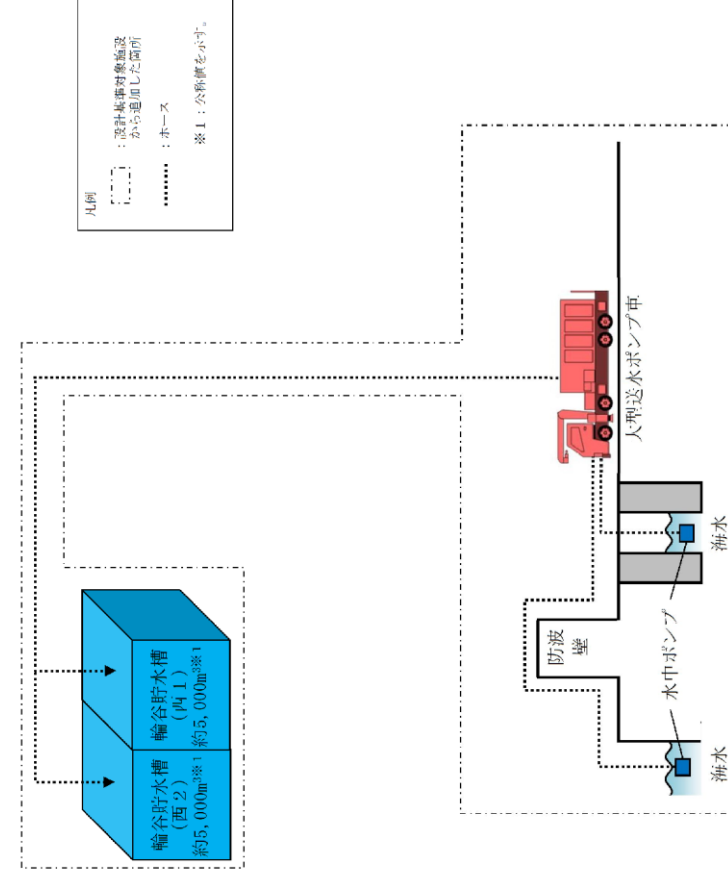 凡例
：設計基準対象施設
から追加した箇所
：ホース
※1：公称値を示す。
輪谷貯水槽
（西2）
約5,000m³※1
輪谷貯水槽
（西1）
約5,000m³※1
防波
壁
大型送水ポンプ車
水中ポンプ
海水
海水